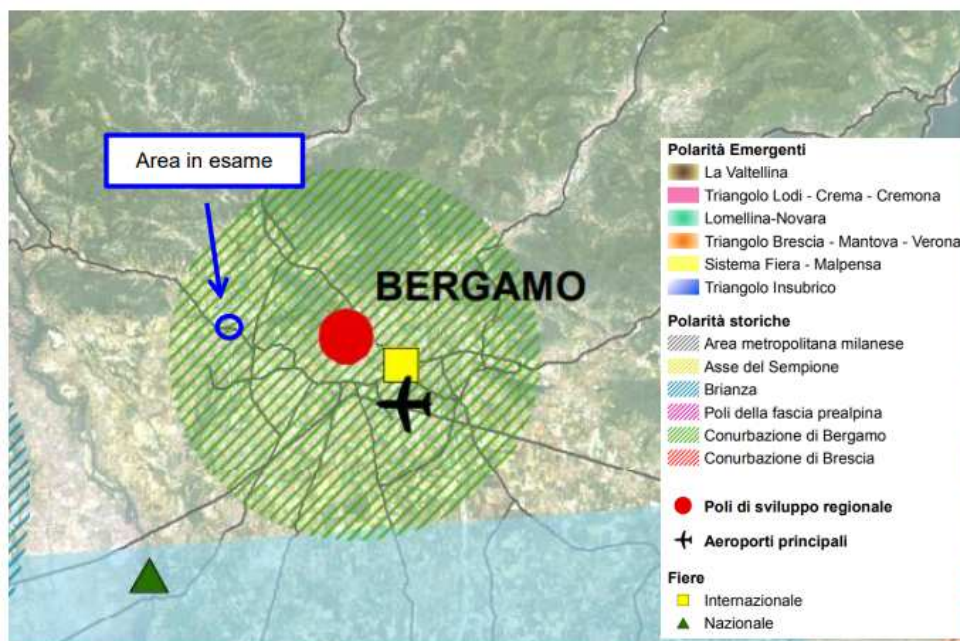 Area in esame
BERGAMO
Polarità Emergenti
La Valtellina
Triangolo Lodi - Crema - Cremona
Lomellina-Novara
Triangolo Brescia - Mantova - Verona
Sistema Fiera - Malpensa
Triangolo Insubrico
Polarità storiche
Area metropolitana milanese
Asse del Sempione
Brianza
Poli della fascia prealpina
Conurbazione di Bergamo
Conurbazione di Brescia
Poli di sviluppo regionale
Aeroporti principali
Fiere
Internazionale
Nazionale